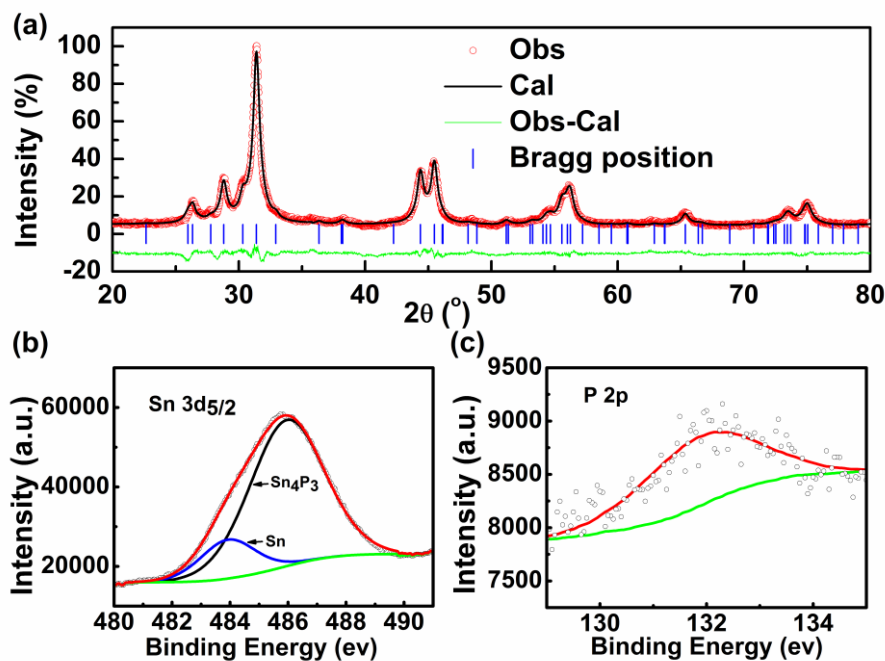 (a)
Intensity (%)
100
80
60
40
20
0
-20
Obs
Cal
Obs-Cal
Bragg position
20 30 40 50 60 70 80
2θ (°)
(b)
Intensity (a.u.)
60000
40000
20000
Sn 3d5/2
Sn4P3
Sn
480 482 484 486 488 490
Binding Energy (ev)
(c)
Intensity (a.u.)
9500
9000
8500
8000
7500
P 2p
130 132 134
Binding Energy (ev)